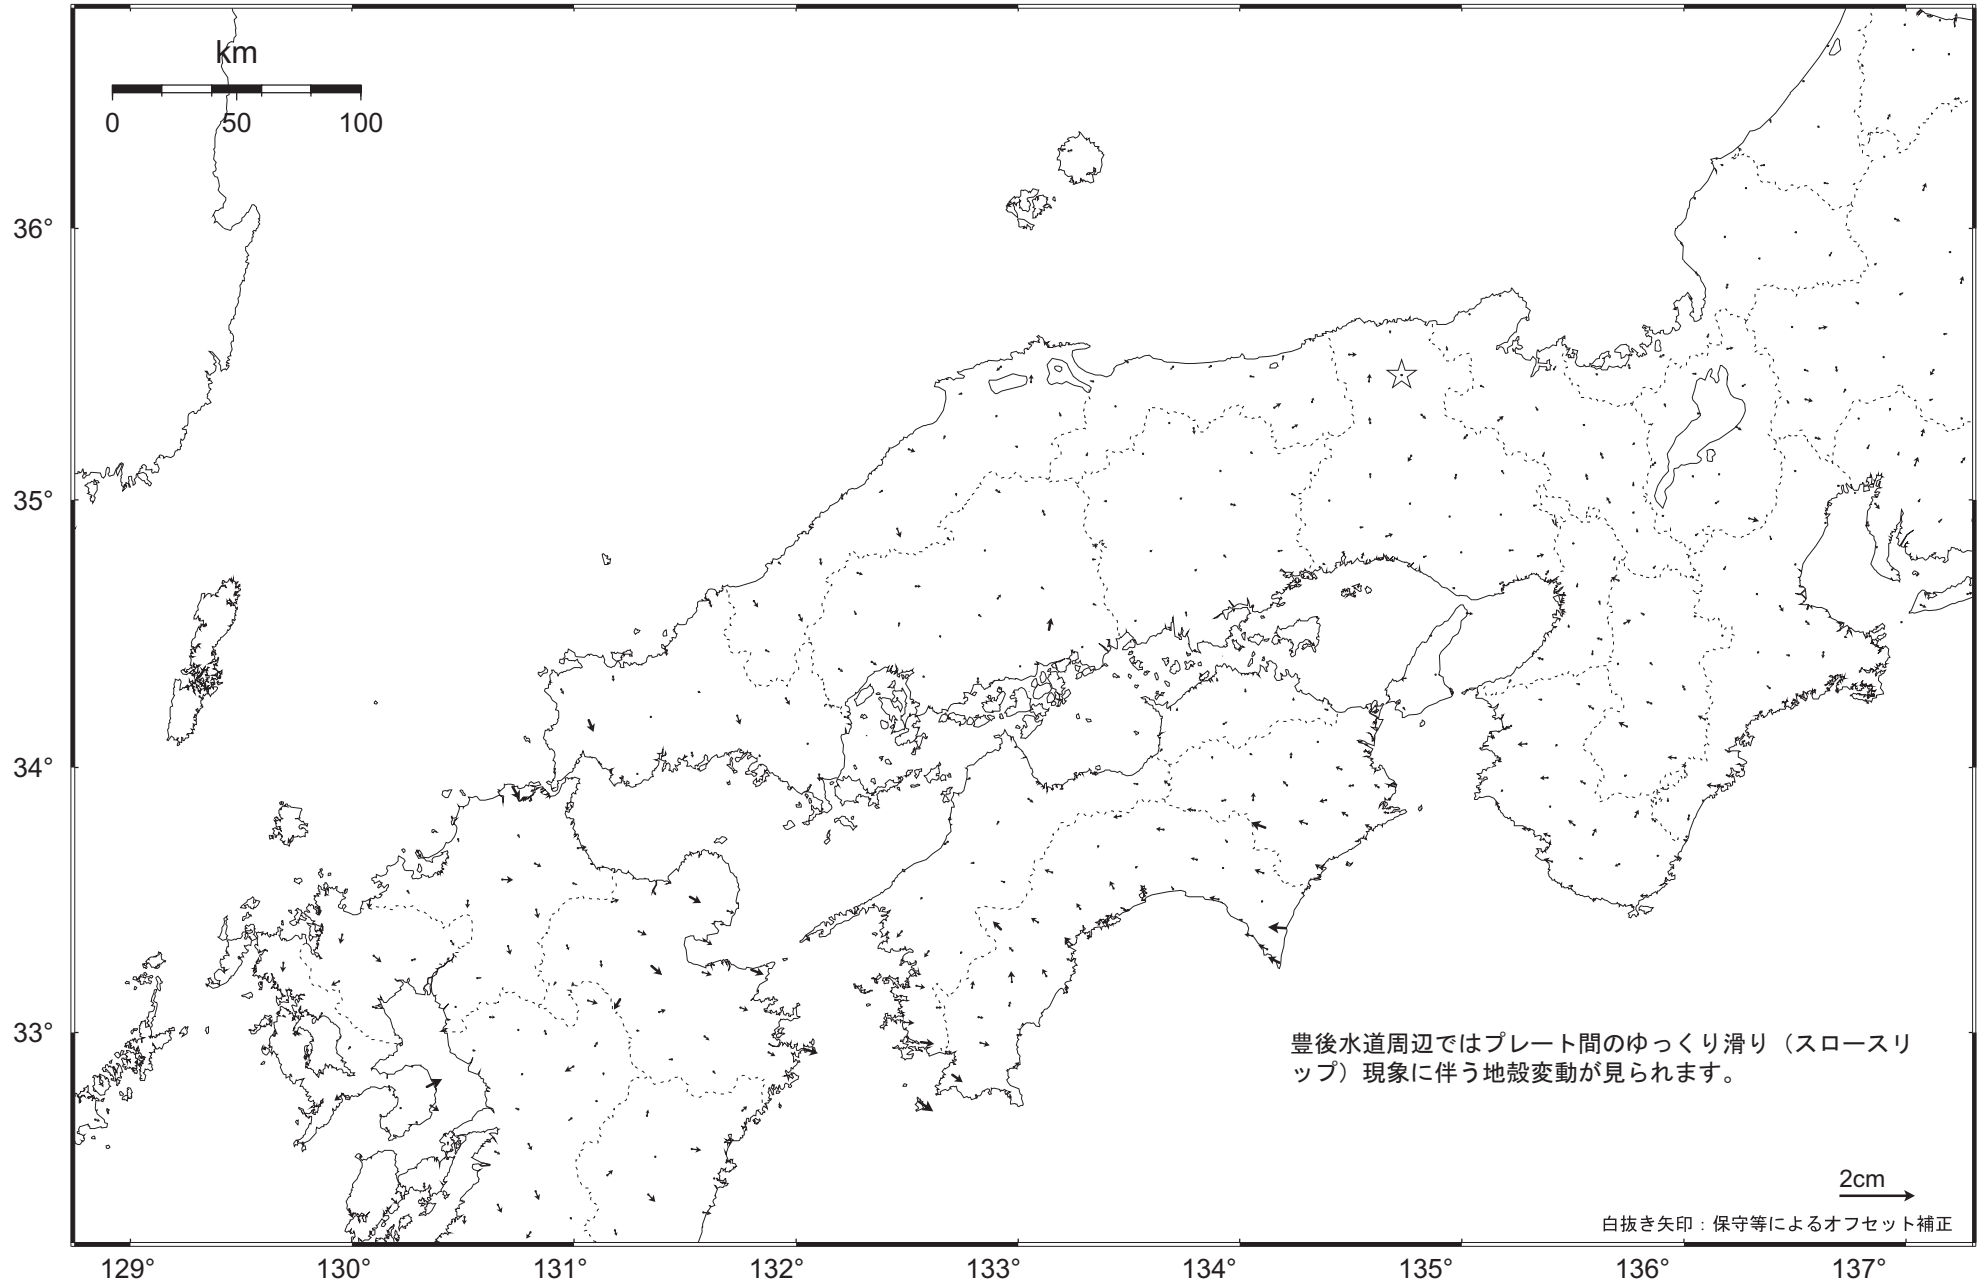 km
0 50 100
36°
35°
34°
33°
豊後水道周辺ではプレート間のゆっくり滑り（スロースリ
ップ）現象に伴う地殻変動が見られます。
2cm
白抜き矢印：保守等によるオフセット補正
129° 130° 131° 132° 133° 134° 135° 136° 137°